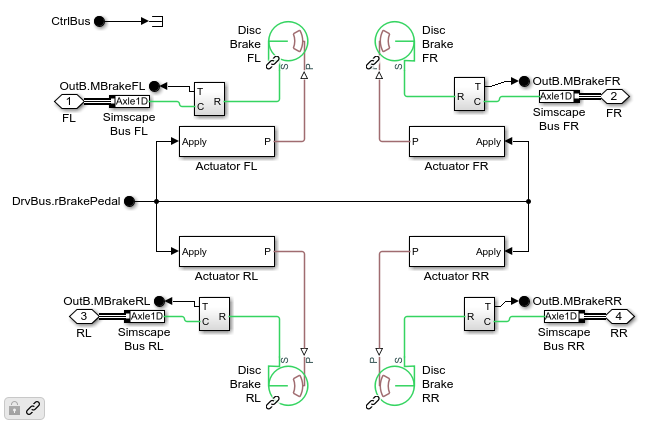 CtrlBus
Disc
Brake
FL
S
P
Disc
Brake
FR
P
S
OutB.MBrakeFL
T
C
R
1
Axle1D
FL
Simscape
Bus FL
OutB.MBrakeFR
R
T
C
Axle1D
2
Simscape
Bus FR
FR
Apply
P
Actuator FL
P
Apply
Actuator FR
DrvBus.rBrakePedal
Apply
P
Actuator RL
P
Apply
Actuator RR
OutB.MBrakeRL
T
C
R
3
Axle1D
RL
Simscape
Bus RL
OutB.MBrakeRR
R
T
C
Axle1D
4
Simscape
Bus RR
RR
Disc
Brake
RL
S
P
P
S
Disc
Brake
RR